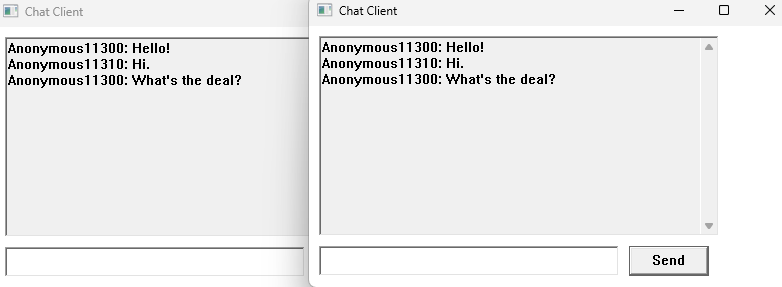 Chat Client
Anonymous11300: Hello!
Anonymous11310: Hi.
Anonymous11300: What's the deal?
Chat Client
Anonymous11300: Hello!
Anonymous11310: Hi.
Anonymous11300: What's the deal?
Send